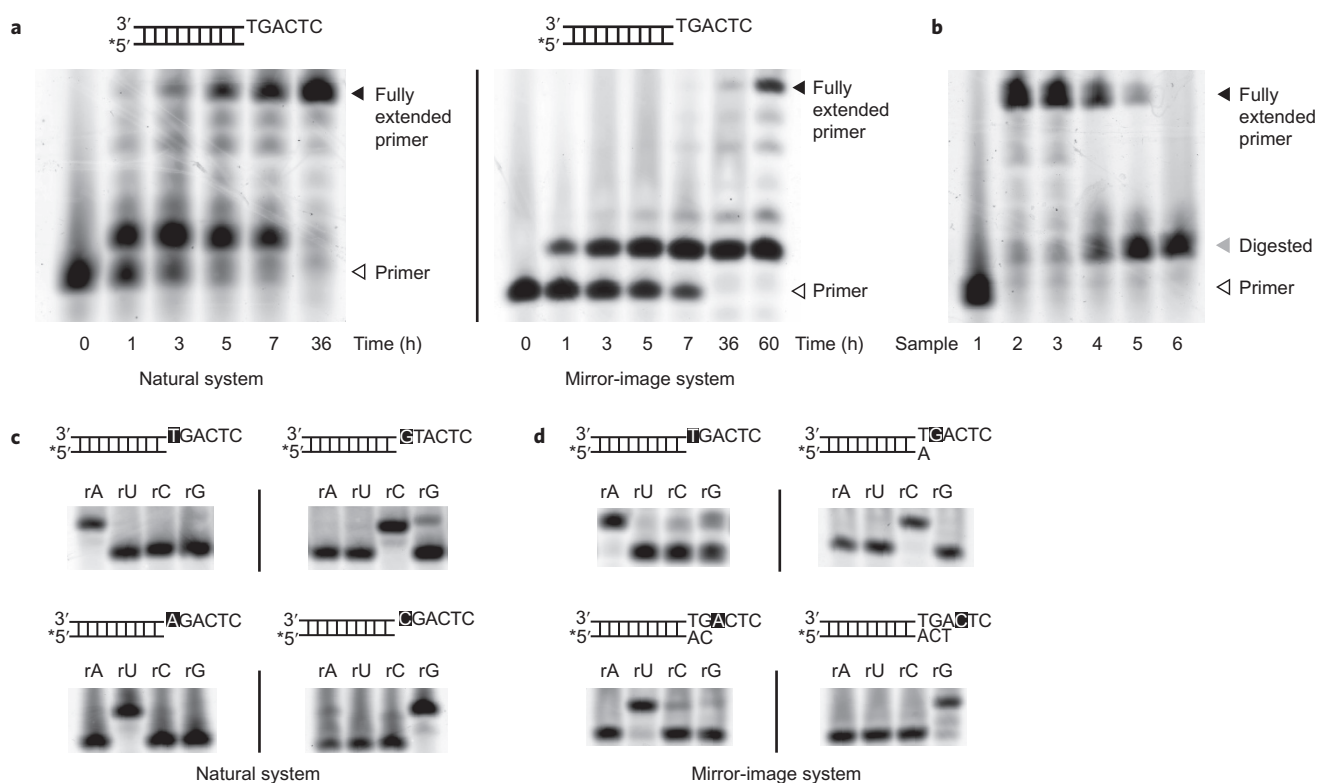 a
3′ TGACTC
*5′
Fully extended primer
Primer
0 1 3 5 7 36 Time (h)
Natural system
3′ TGACTC
*5′
Fully extended primer
Primer
0 1 3 5 7 36 60 Time (h)
Mirror-image system
b
Fully extended primer
Digested
Primer
Sample 1 2 3 4 5 6
c
3′ TGACTC
*5′
rA rU rC rG
3′ GTACTC
*5′
rA rU rC rG
3′ AGACTC
*5′
rA rU rC rG
3′ CGACTC
*5′
rA rU rC rG
Natural system
d
3′ TGACTC
*5′
rA rU rC rG
3′ TGACTC
*5′ A
rA rU rC rG
3′ TGACTC
*5′ AC
rA rU rC rG
3′ TGACTC
*5′ ACT
rA rU rC rG
Mirror-image system